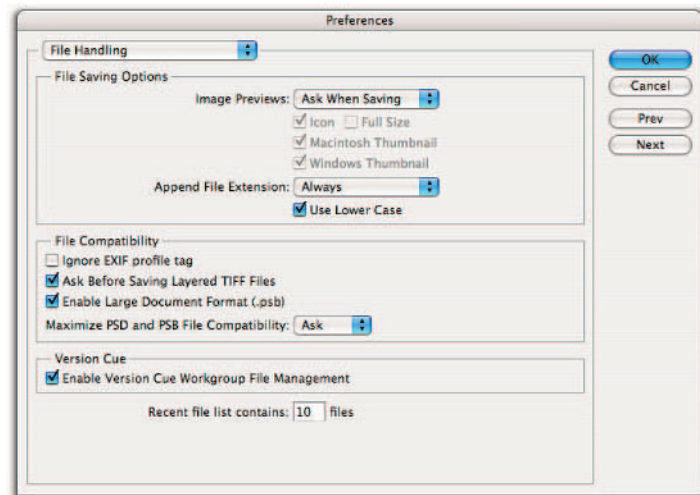 Preferences
File Handling
OK
Cancel
Prev
Next
File Saving Options
Image Previews: Ask When Saving
Icon Full Size
Macintosh Thumbnail
Windows Thumbnail
Append File Extension: Always
Use Lower Case
File Compatibility
Ignore EXIF profile tag
Ask Before Saving Layered TIFF Files
Enable Large Document Format (.psb)
Maximize PSD and PSB File Compatibility: Ask
Version Cue
Enable Version Cue Workgroup File Management
Recent file list contains: 10 files